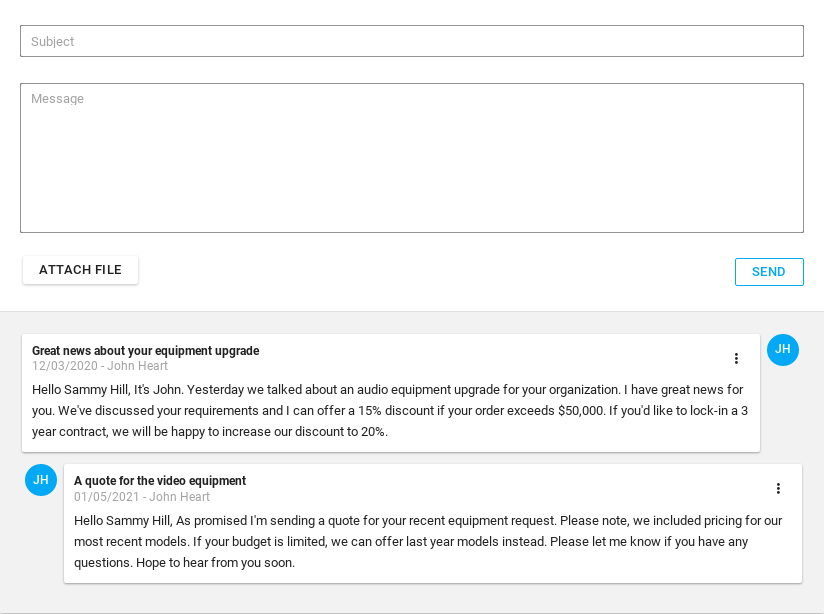 Subject
Message
ATTACH FILE
SEND
Great news about your equipment upgrade
12/03/2020 - John Heart
JH
Hello Sammy Hill, It's John. Yesterday we talked about an audio equipment upgrade for your organization. I have great news for
you. We've discussed your requirements and I can offer a 15% discount if your order exceeds $50,000. If you'd like to lock-in a 3
year contract, we will be happy to increase our discount to 20%.
JH
A quote for the video equipment
01/05/2021 - John Heart
Hello Sammy Hill, As promised I'm sending a quote for your recent equipment request. Please note, we included pricing for our
most recent models. If your budget is limited, we can offer last year models instead. Please let me know if you have any
questions. Hope to hear from you soon.